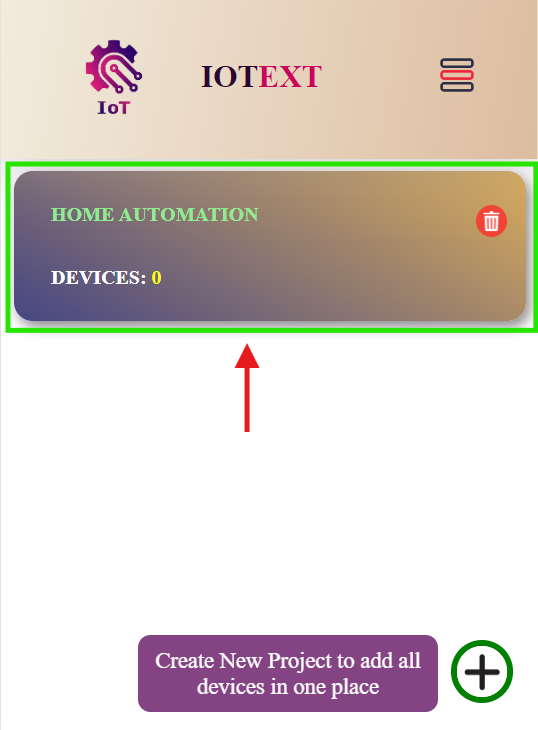 IoT
IOTEXT
HOME AUTOMATION
DEVICES: 0
Create New Project to add all
devices in one place